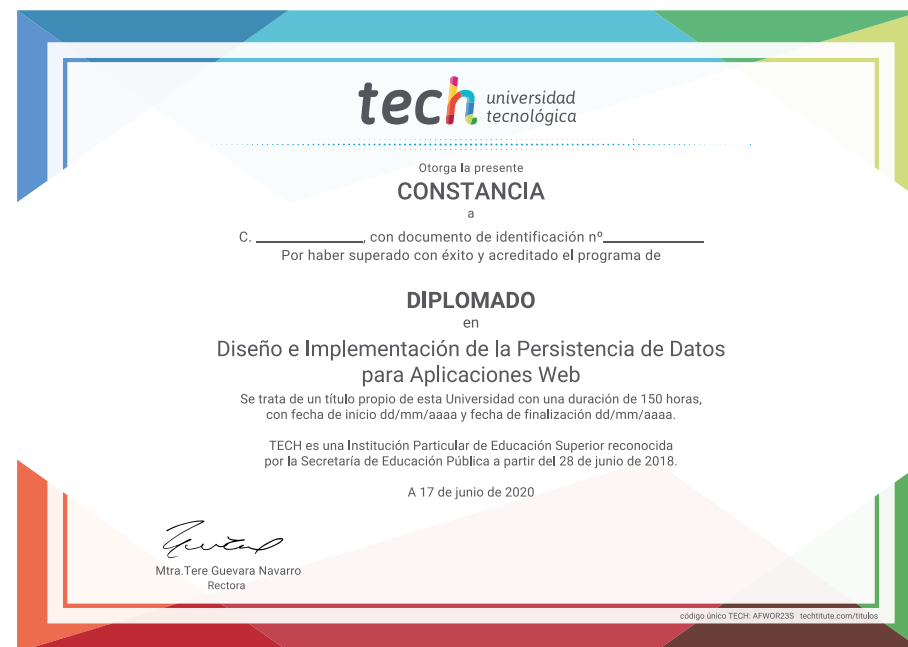 tech universidad
tecnológica
Otorga la presente
CONSTANCIA
a
C. ____________, con documento de identificación nº____________
Por haber superado con éxito y acreditado el programa de
DIPLOMADO
en
Diseño e Implementación de la Persistencia de Datos
para Aplicaciones Web
Se trata de un título propio de esta Universidad con una duración de 150 horas,
con fecha de inicio dd/mm/aaaa y fecha de finalización dd/mm/aaaa.
TECH es una Institución Particular de Educación Superior reconocida
por la Secretaría de Educación Pública a partir del 28 de junio de 2018.
A 17 de junio de 2020
Mtra.Tere Guevara Navarro
Rectora
código único TECH: AFWOR23S techtitute.com/titulos